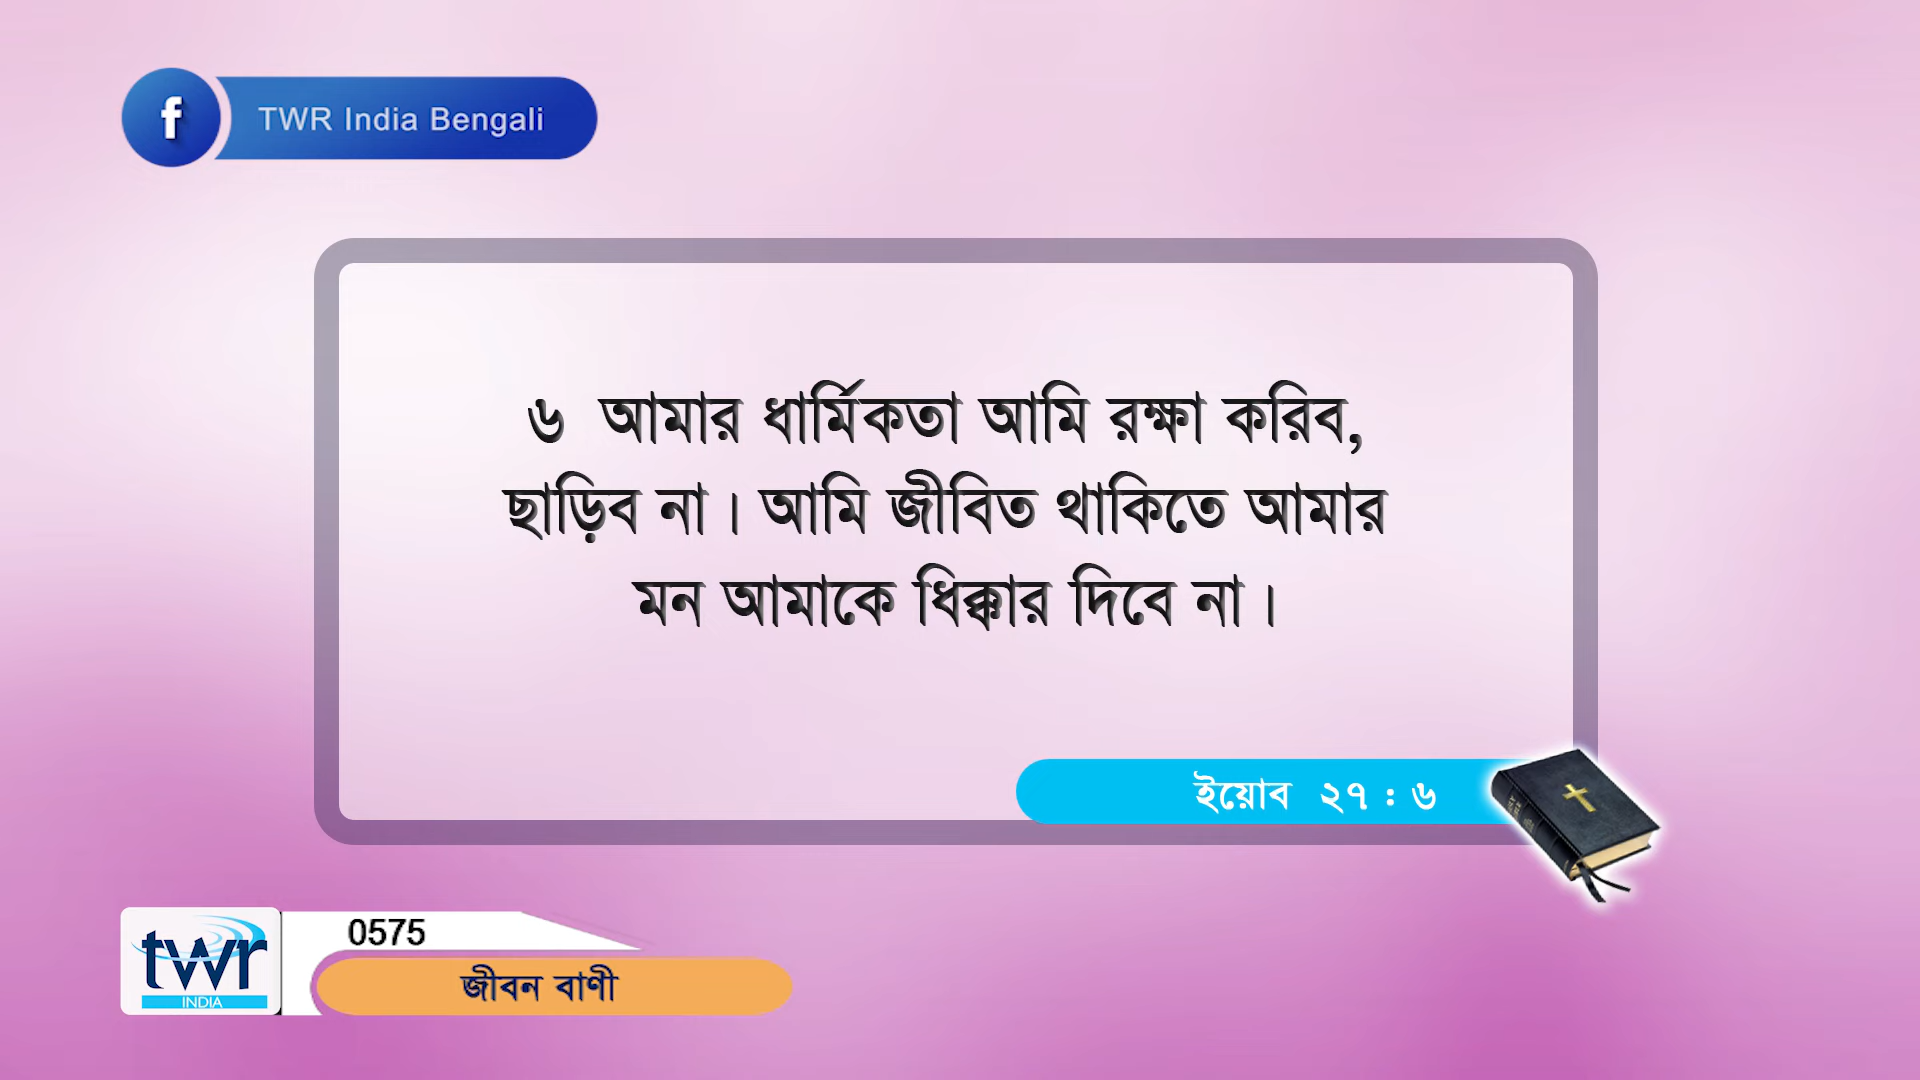 f
TWR India Bengali
৬ আমার ধার্মিকতা আমি রক্ষা করিব,
ছাড়িব না। আমি জীবিত থাকিতে আমার
মন আমাকে ধিক্কার দিবে না।
ইয়োব ২৭ : ৬
0575
twr
INDIA
জীবন বাণী